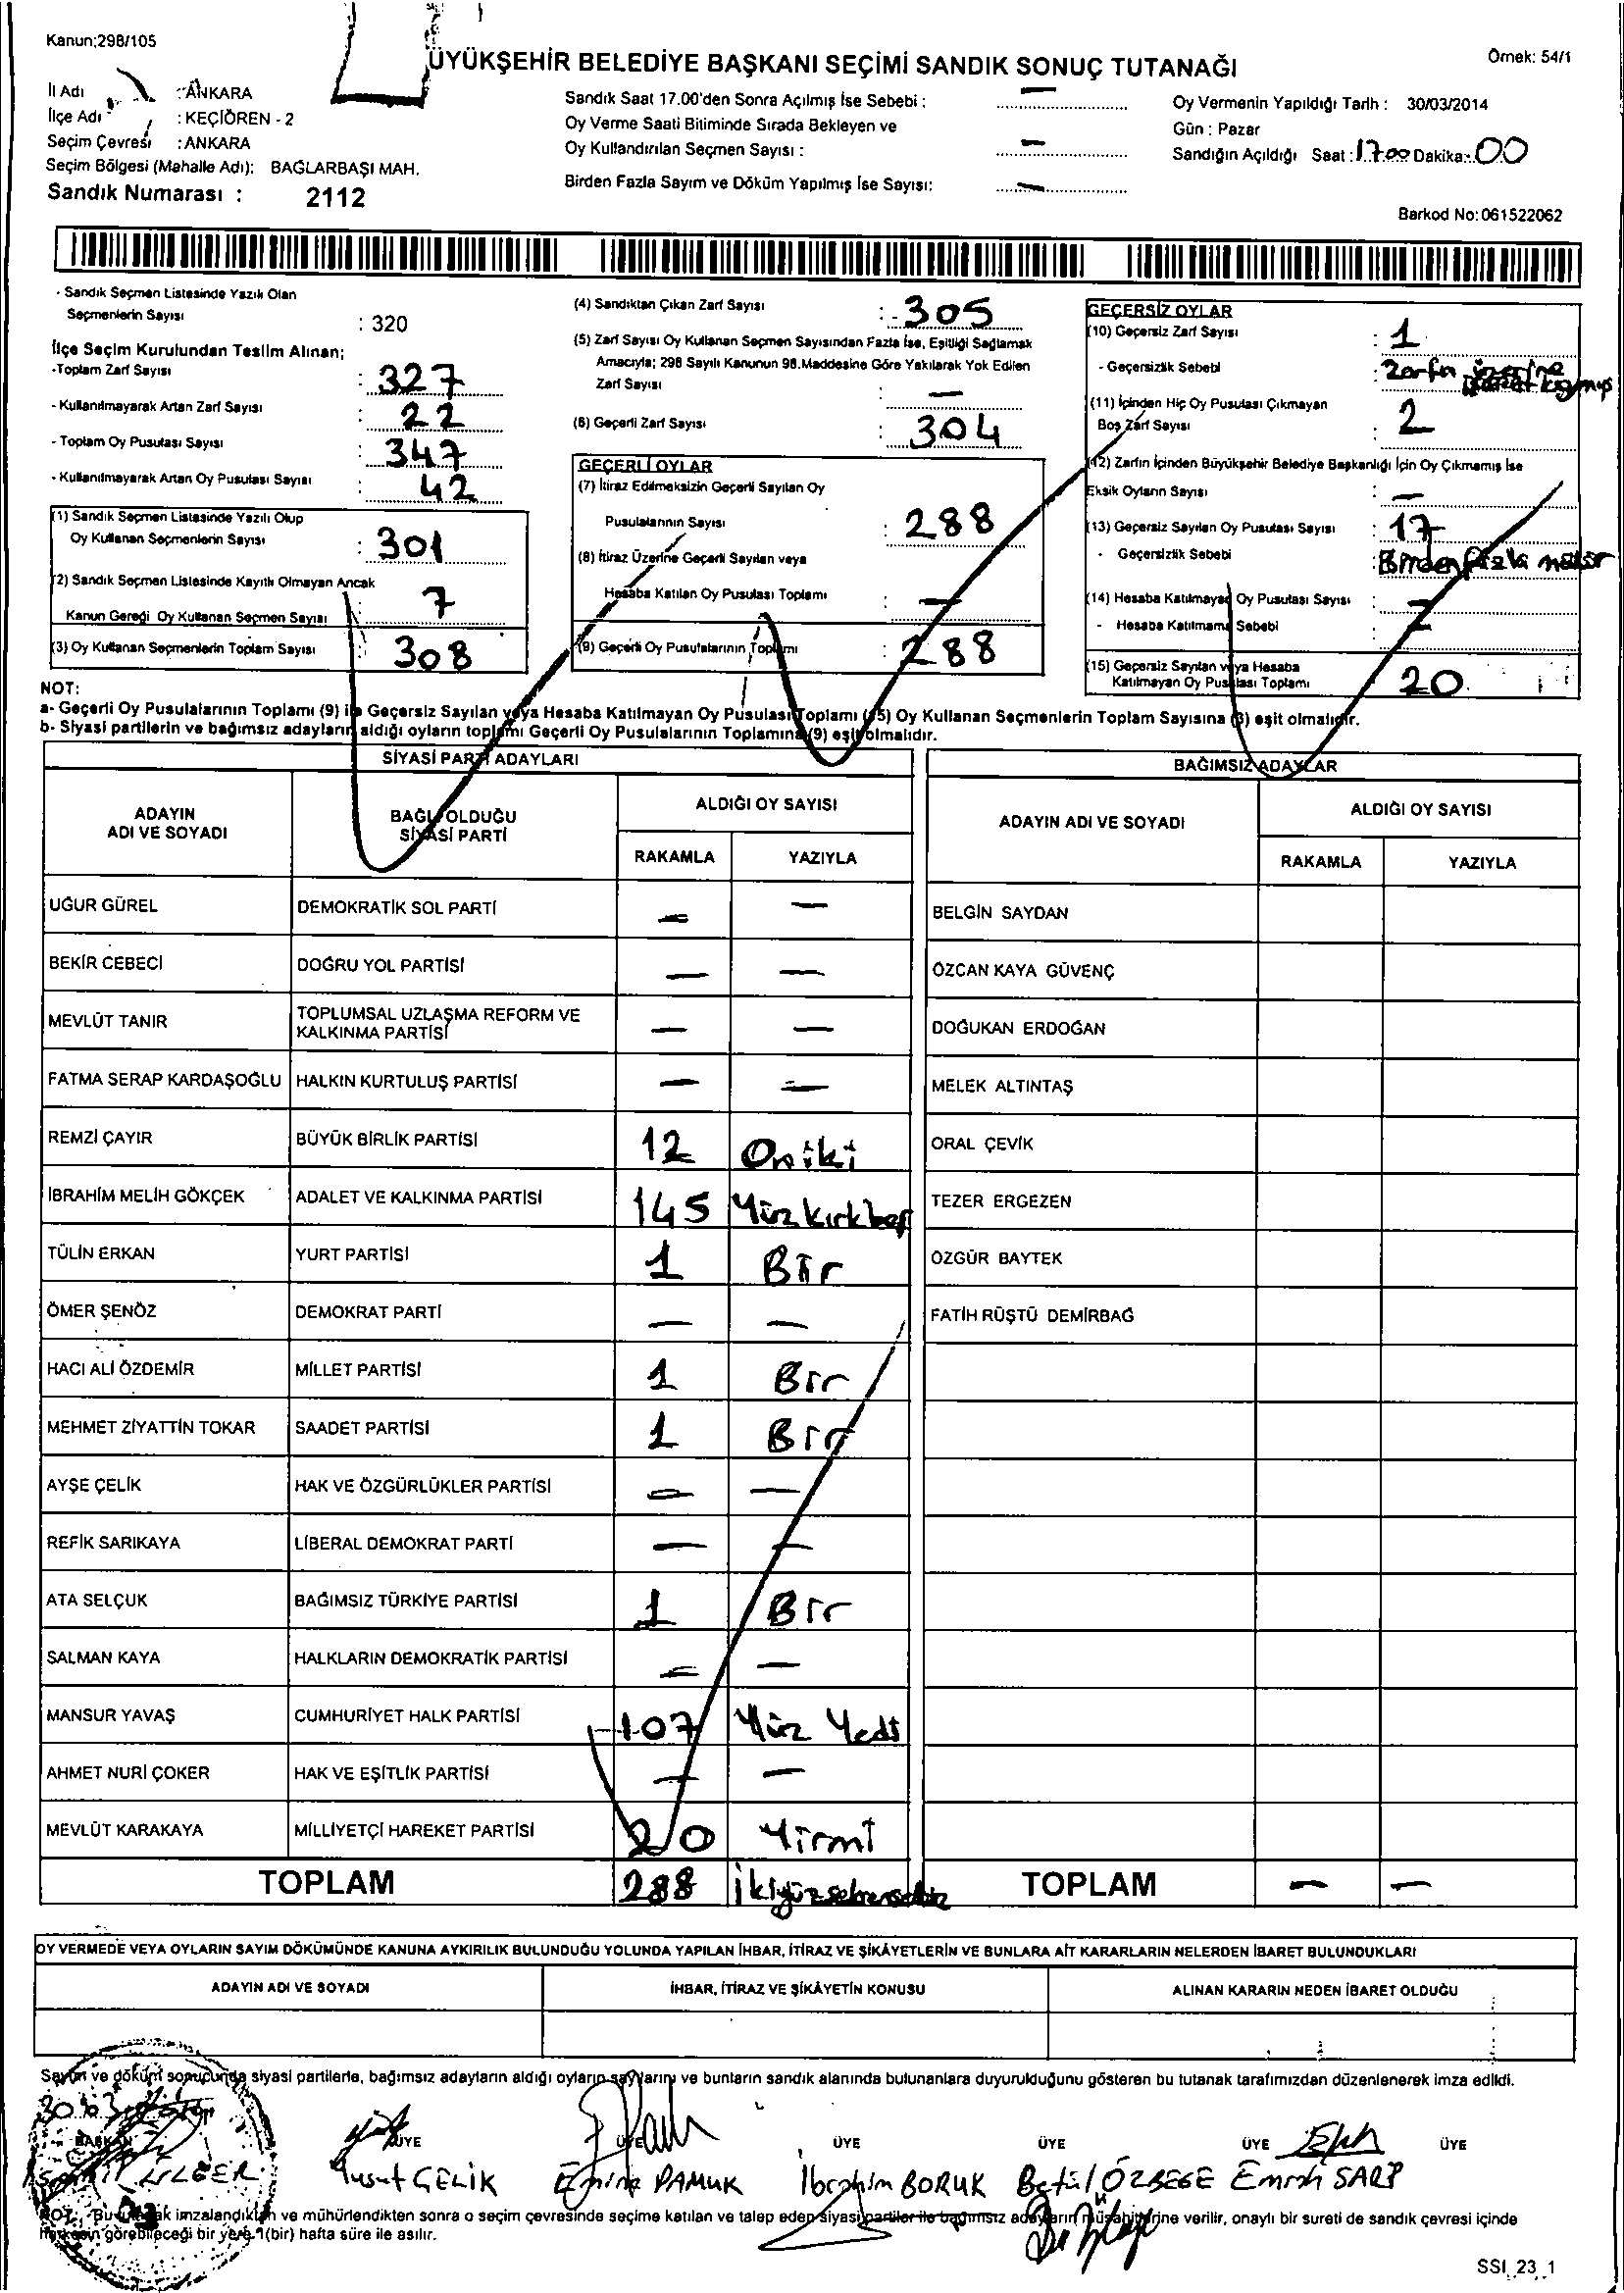 Kanun:298/105
ÜYÜKŞEHİR BELEDİYE BAŞKANI SEÇİMİ SANDIK SONUÇ TUTANAĞI
Örnek: 54/1
İl Adı : ANKARA
İlçe Adı : KEÇİÖREN - 2
Seçim Çevresi : ANKARA
Seçim Bölgesi (Mahalle Adı): BAĞLARBAŞI MAH.
Sandık Numarası : 2112
Sandık Saat 17.00'den Sonra Açılmış İse Sebebi : —
Oy Verme Saati Bitiminde Sırada Bekleyen ve
Oy Kullandırılan Seçmen Sayısı : —
Birden Fazla Sayım ve Döküm Yapılmış İse Sayısı: —
Oy Vermenin Yapıldığı Tarih : 30/03/2014
Gün : Pazar
Sandığın Açıldığı Saat : 17.00 Dakika: 00
Barkod No: 061522062
- Sandık Seçmen Listesinde Yazılı Olan
Seçmenlerin Sayısı : 320
İlçe Seçim Kurulundan Teslim Alınan;
-Toplam Zarf Sayısı : 327
- Kullanılmayarak Artan Zarf Sayısı : 22
- Toplam Oy Pusulası Sayısı : 347
- Kullanılmayarak Artan Oy Pusulası Sayısı : 42
(1) Sandık Seçmen Listesinde Yazılı Olup
Oy Kullanan Seçmenlerin Sayısı : 301
(2) Sandık Seçmen Listesinde Kayıtlı Olmayan Ancak
Kanun Gereği Oy Kullanan Seçmen Sayısı : 7
(3) Oy Kullanan Seçmenlerin Toplam Sayısı : 308
(4) Sandıktan Çıkan Zarf Sayısı : 305
(5) Zarf Sayısı Oy Kullanan Seçmen Sayısından Fazla İse, Eşitliği Sağlamak
Amacıyla; 298 Sayılı Kanunun 98.Maddesine Göre Yakılarak Yok Edilen
Zarf Sayısı : —
(6) Geçerli Zarf Sayısı : 304
GEÇERLİ OYLAR
(7) İtiraz Edilmeksizin Geçerli Sayılan Oy
Pusulalarının Sayısı : 288
(8) İtiraz Üzerine Geçerli Sayılan veya
Hesaba Katılan Oy Pusulası Toplamı : —
(9) Geçerli Oy Pusulalarının Toplamı : 288
GEÇERSİZ OYLAR
(10) Geçersiz Zarf Sayısı : 1
- Geçersizlik Sebebi : Zarfın üzerine
(11) İçinden Hiç Oy Pusulası Çıkmayan
Boş Zarf Sayısı : 2
(12) Zarfın İçinden Büyükşehir Belediye Başkanlığı İçin Oy Çıkmamış İse
Eksik Oyların Sayısı : —
(13) Geçersiz Sayılan Oy Pusulası Sayısı : 17
- Geçersizlik Sebebi : Birden fazla mühür
(14) Hesaba Katılmayan Oy Pusulası Sayısı : —
- Hesaba Katılmama Sebebi : —
(15) Geçersiz Sayılan veya Hesaba
Katılmayan Oy Pusulası Toplamı : 20
NOT:
a- Geçerli Oy Pusulalarının Toplamı (9) ile Geçersiz Sayılan veya Hesaba Katılmayan Oy Pusulası Toplamı (15) Oy Kullanan Seçmenlerin Toplam Sayısına (3) eşit olmalıdır.
b- Siyasi partilerin ve bağımsız adayların aldığı oyların toplamı Geçerli Oy Pusulalarının Toplamına (9) eşit olmalıdır.
SİYASİ PARTİ ADAYLARI
ADAYIN ADI VE SOYADI
BAĞLI OLDUĞU SİYASİ PARTİ
ALDIĞI OY SAYISI
RAKAMLA YAZIYLA
UĞUR GÜREL DEMOKRATİK SOL PARTİ — —
BEKİR CEBECİ DOĞRU YOL PARTİSİ — —
MEVLÜT TANIR TOPLUMSAL UZLAŞMA REFORM VE KALKINMA PARTİSİ — —
FATMA SERAP KARDAŞOĞLU HALKIN KURTULUŞ PARTİSİ — —
REMZİ ÇAYIR BÜYÜK BİRLİK PARTİSİ 12 Oniki
İBRAHİM MELİH GÖKÇEK ADALET VE KALKINMA PARTİSİ 145 Yüzkırkbeş
TÜLİN ERKAN YURT PARTİSİ 1 Bir
ÖMER ŞENÖZ DEMOKRAT PARTİ — —
HACI ALİ ÖZDEMİR MİLLET PARTİSİ 1 Bir
MEHMET ZİYATTİN TOKAR SAADET PARTİSİ 1 Bir
AYŞE ÇELİK HAK VE ÖZGÜRLÜKLER PARTİSİ — —
REFİK SARIKAYA LİBERAL DEMOKRAT PARTİ — —
ATA SELÇUK BAĞIMSIZ TÜRKİYE PARTİSİ 1 Bir
SALMAN KAYA HALKLARIN DEMOKRATİK PARTİSİ — —
MANSUR YAVAŞ CUMHURİYET HALK PARTİSİ 107 Yüz Yedi
AHMET NURİ ÇOKER HAK VE EŞİTLİK PARTİSİ — —
MEVLÜT KARAKAYA MİLLİYETÇİ HAREKET PARTİSİ 20 Yirmi
TOPLAM 288 İkiyüzseksensekiz
BAĞIMSIZ ADAYLAR
ADAYIN ADI VE SOYADI
ALDIĞI OY SAYISI
RAKAMLA YAZIYLA
BELGİN SAYDAN
ÖZCAN KAYA GÜVENÇ
DOĞUKAN ERDOĞAN
MELEK ALTINTAŞ
ORAL ÇEVİK
TEZER ERGEZEN
ÖZGÜR BAYTEK
FATİH RÜŞTÜ DEMİRBAĞ
TOPLAM — —
OY VERMEDE VEYA OYLARIN SAYIM DÖKÜMÜNDE KANUNA AYKIRILIK BULUNDUĞU YOLUNDA YAPILAN İHBAR, İTİRAZ VE ŞİKÂYETLERİN VE BUNLARA AİT KARARLARIN NELERDEN İBARET BULUNDUKLARI
ADAYIN ADI VE SOYADI
İHBAR, İTİRAZ VE ŞİKÂYETİN KONUSU
ALINAN KARARIN NEDEN İBARET OLDUĞU
Sayım ve döküm sonucunda siyasi partilerle, bağımsız adayların aldığı oyların sayılarını ve bunların sandık alanında bulunanlara duyurulduğunu gösteren bu tutanak tarafımızdan düzenlenerek imza edildi.
BAŞKAN ÜYE ÜYE ÜYE ÜYE ÜYE ÜYE
Yusuf ÇELİK Emine PAMUK İbrahim BORUK Betül ÖZBEGE Emrah SARP
NOT: Bu tutanak imzalandıktan ve mühürlendikten sonra o seçim çevresinde seçime katılan ve talep eden siyasi partiler ile bağımsız adayların müşahitlerine verilir, onaylı bir sureti de sandık çevresi içinde
herkesin görebileceği bir yere 1(bir) hafta süre ile asılır.
SSI_23_1